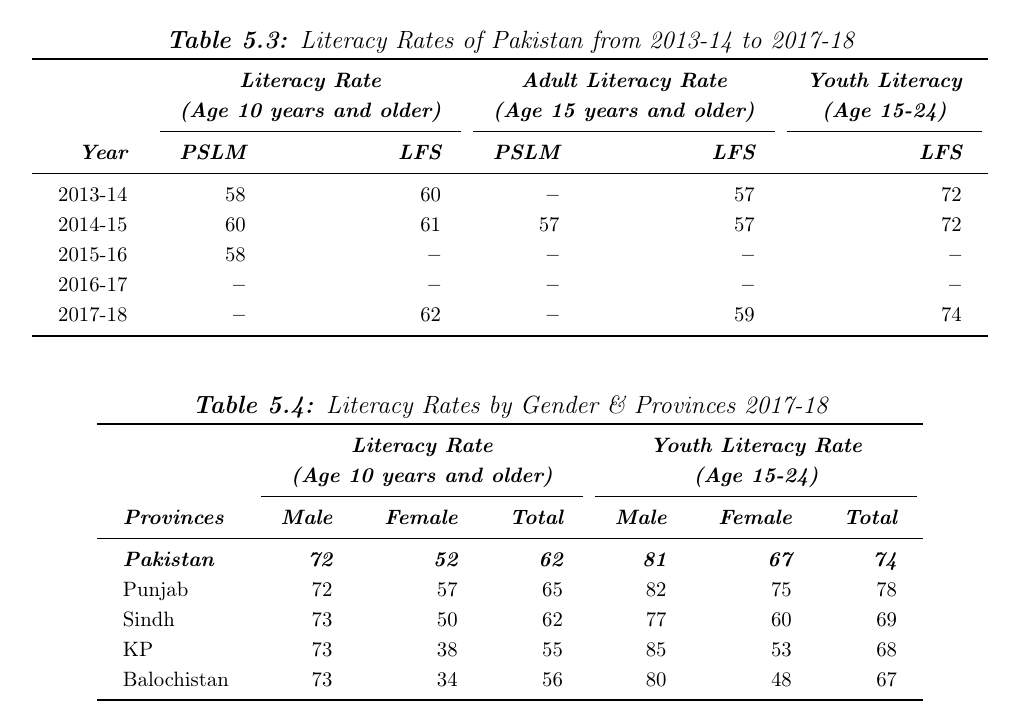 Table 5.3: Literacy Rates of Pakistan from 2013-14 to 2017-18
Literacy Rate Adult Literacy Rate Youth Literacy
(Age 10 years and older) (Age 15 years and older) (Age 15-24)
Year PSLM LFS PSLM LFS LFS
2013-14 58 60 – 57 72
2014-15 60 61 57 57 72
2015-16 58 – – – –
2016-17 – – – – –
2017-18 – 62 – 59 74
Table 5.4: Literacy Rates by Gender & Provinces 2017-18
Literacy Rate Youth Literacy Rate
(Age 10 years and older) (Age 15-24)
Provinces Male Female Total Male Female Total
Pakistan 72 52 62 81 67 74
Punjab 72 57 65 82 75 78
Sindh 73 50 62 77 60 69
KP 73 38 55 85 53 68
Balochistan 73 34 56 80 48 67